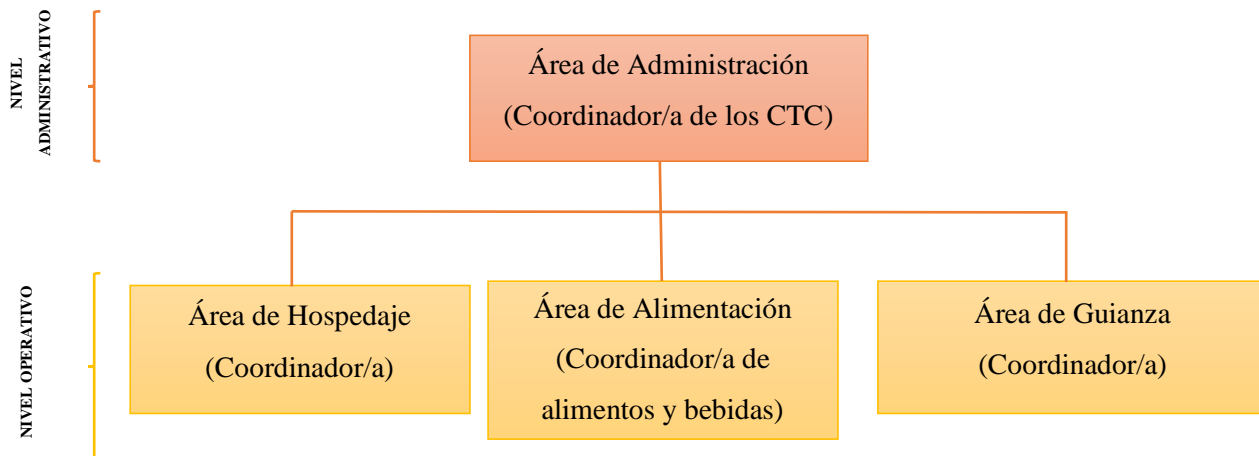 NIVEL
ADMINISTRATIVO
Área de Administración
(Coordinador/a de los CTC)
NIVEL OPERATIVO
Área de Hospedaje
(Coordinador/a)
Área de Alimentación
(Coordinador/a de
alimentos y bebidas)
Área de Guianza
(Coordinador/a)